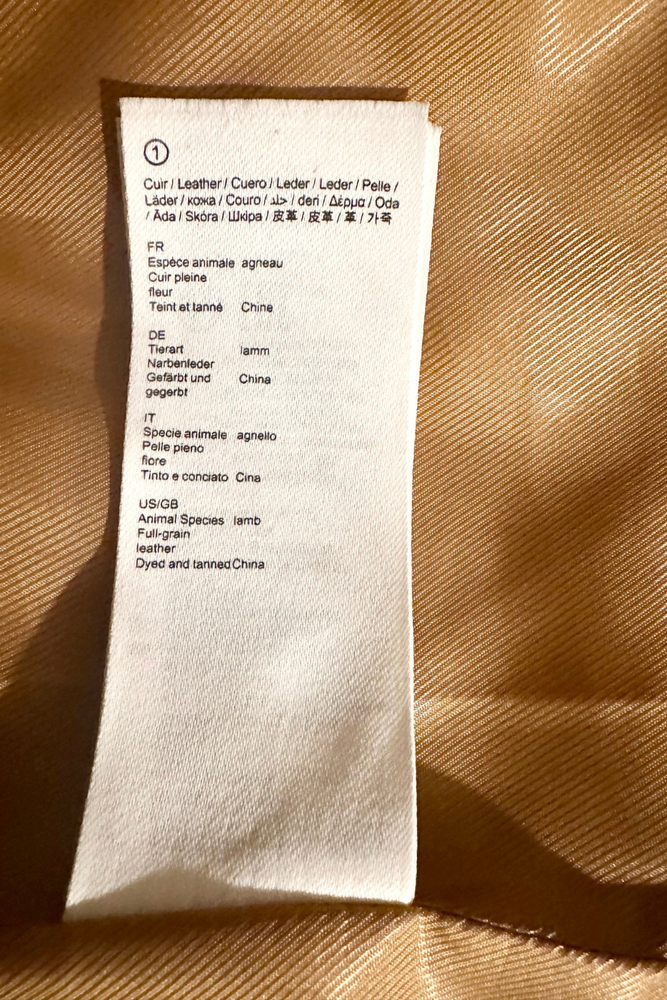 ①
Cuir / Leather / Cuero / Leder / Leder / Pelle /
Läder / кожа / Couro / جلد / deri / Δέρμα / Oda
/ Āda / Skóra / Шкіра / 皮革 / 皮革 / 革 / 가죽
FR
Espèce animale agneau
Cuir pleine
fleur
Teint et tanné Chine
DE
Tierart lamm
Narbenleder
Gefärbt und China
gegerbt
IT
Specie animale agnello
Pelle pieno
fiore
Tinto e conciato Cina
US/GB
Animal Species lamb
Full-grain
leather
Dyed and tanned China